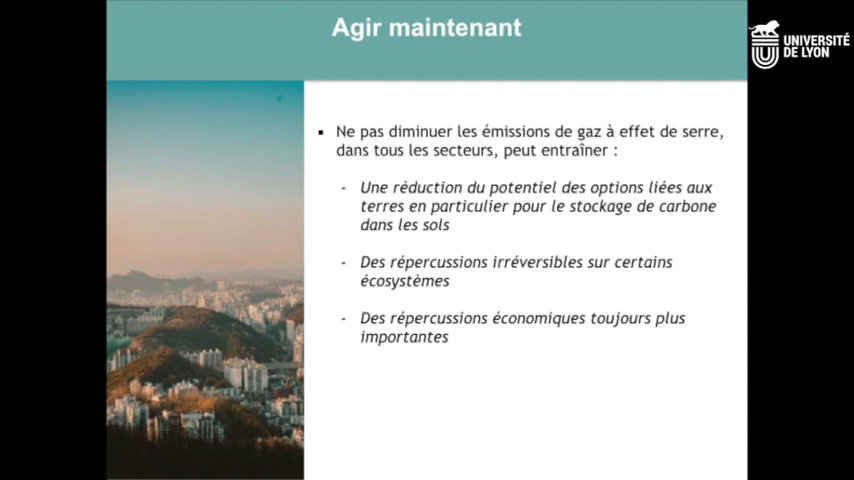 Agir maintenant
UNIVERSITÉ
DE LYON
▪ Ne pas diminuer les émissions de gaz à effet de serre,
dans tous les secteurs, peut entraîner :
- Une réduction du potentiel des options liées aux
terres en particulier pour le stockage de carbone
dans les sols
- Des répercussions irréversibles sur certains
écosystèmes
- Des répercussions économiques toujours plus
importantes